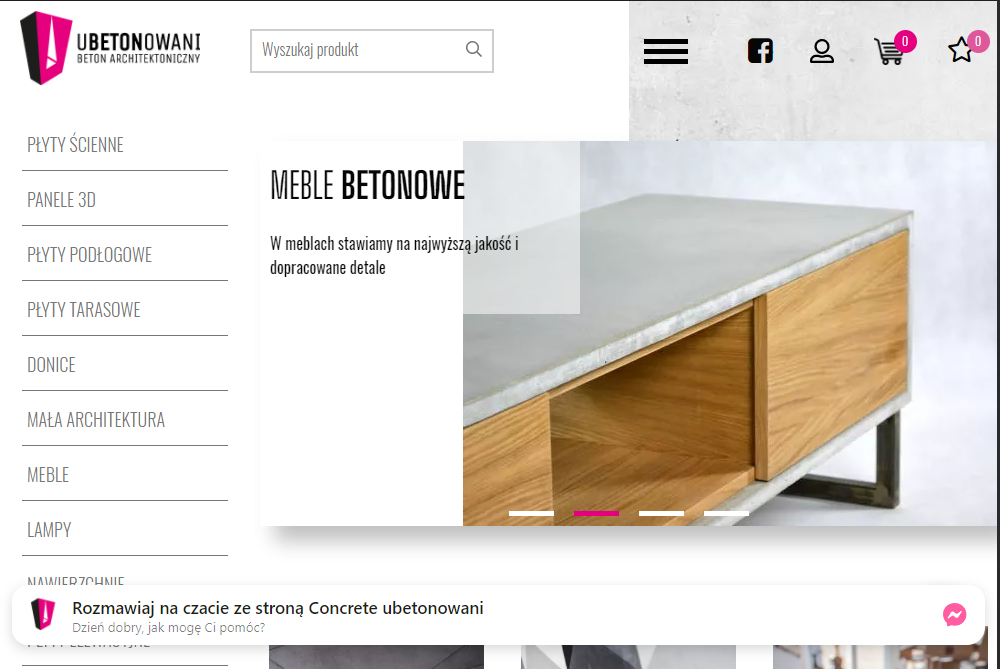 UBETONOWANI
BETON ARCHITEKTONICZNY
Wyszukaj produkt
0
0
PŁYTY ŚCIENNE
PANELE 3D
PŁYTY PODŁOGOWE
PŁYTY TARASOWE
DONICE
MAŁA ARCHITEKTURA
MEBLE
LAMPY
NAWIERZCHNIE
PŁYTY ELEWACYJNE
MEBLE BETONOWE
W meblach stawiamy na najwyższą jakość i
dopracowane detale
Rozmawiaj na czacie ze stroną Concrete ubetonowani
Dzień dobry, jak mogę Ci pomóc?